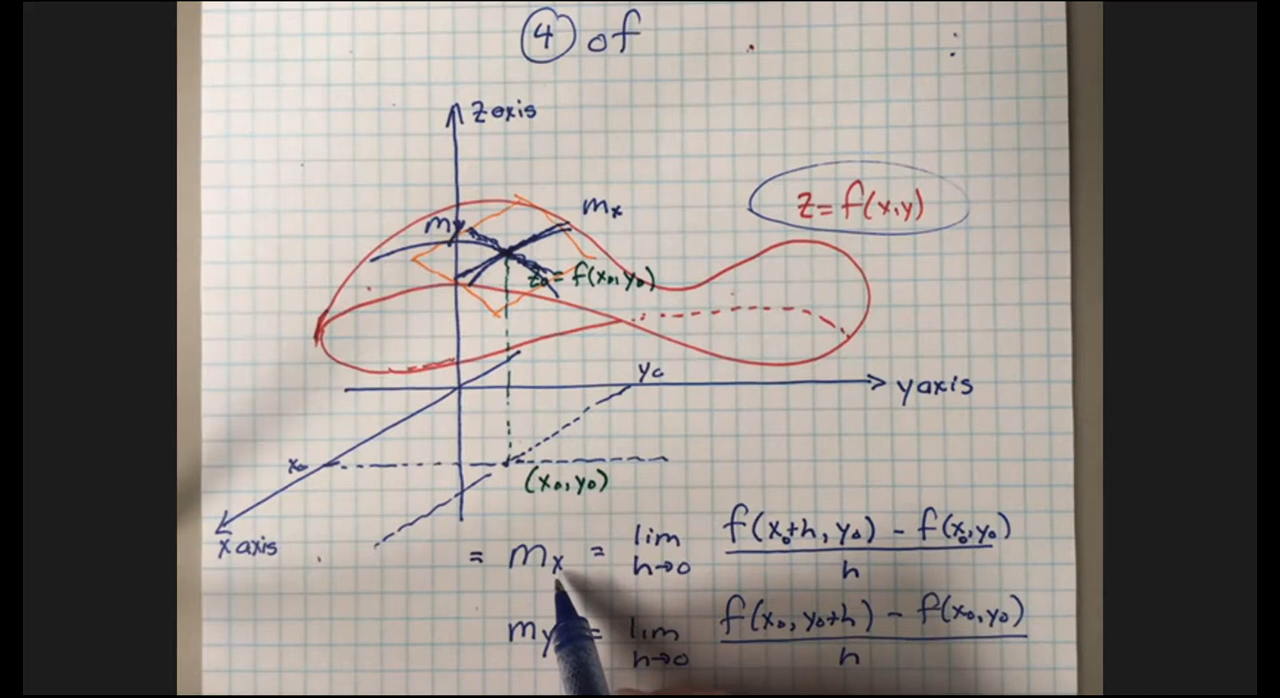 ④ of
z axis
z = f(x,y)
mx
my
z0 = f(x0,y0)
y0
y axis
x0
(x0,y0)
x axis
= mx = lim h→0 f(x0+h, y0) - f(x0,y0) / h
my = lim h→0 f(x0, y0+h) - f(x0,y0) / h